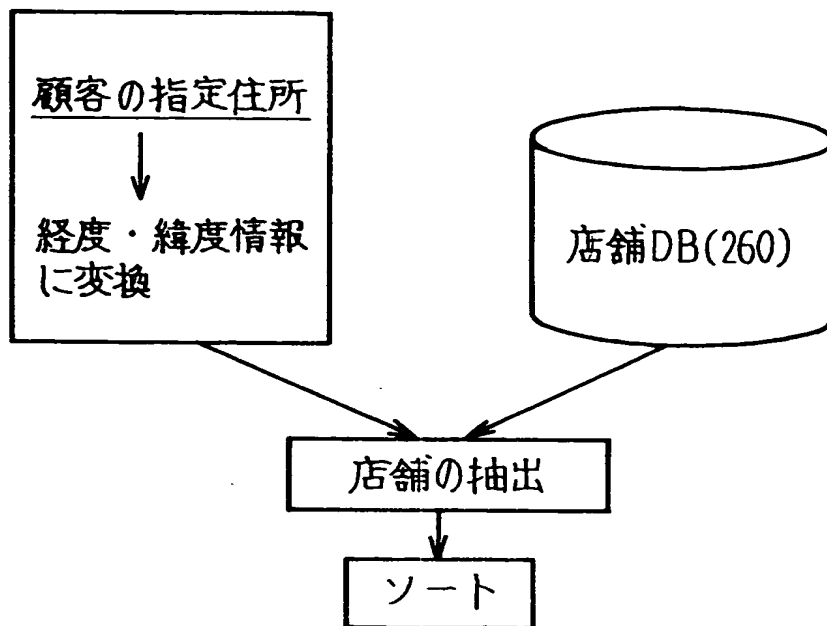 顧客の指定住所
経度・緯度情報
に変換
店舗DB(260)
店舗の抽出
ソート